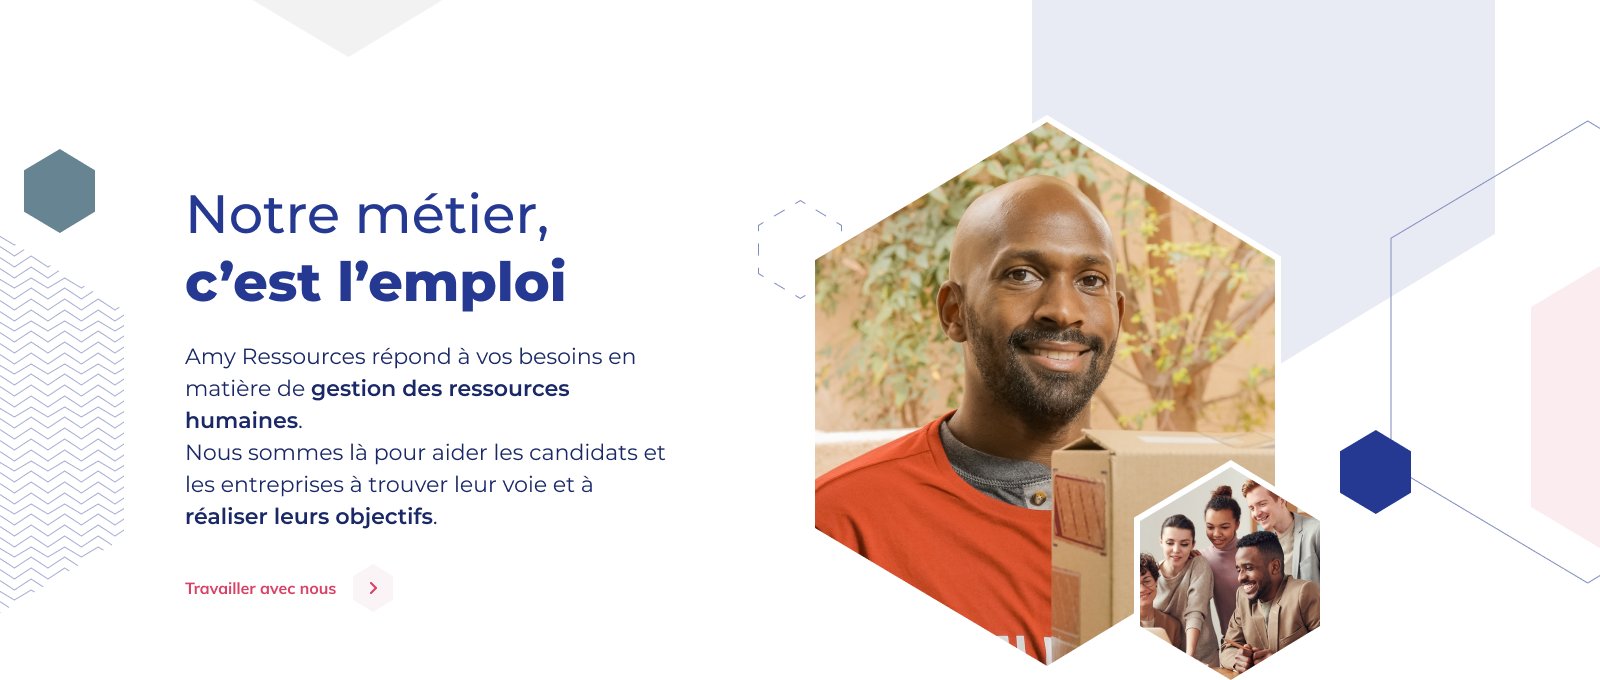 Notre métier,
c’est l’emploi
Amy Ressources répond à vos besoins en
matière de gestion des ressources
humaines.
Nous sommes là pour aider les candidats et
les entreprises à trouver leur voie et à
réaliser leurs objectifs.
Travailler avec nous